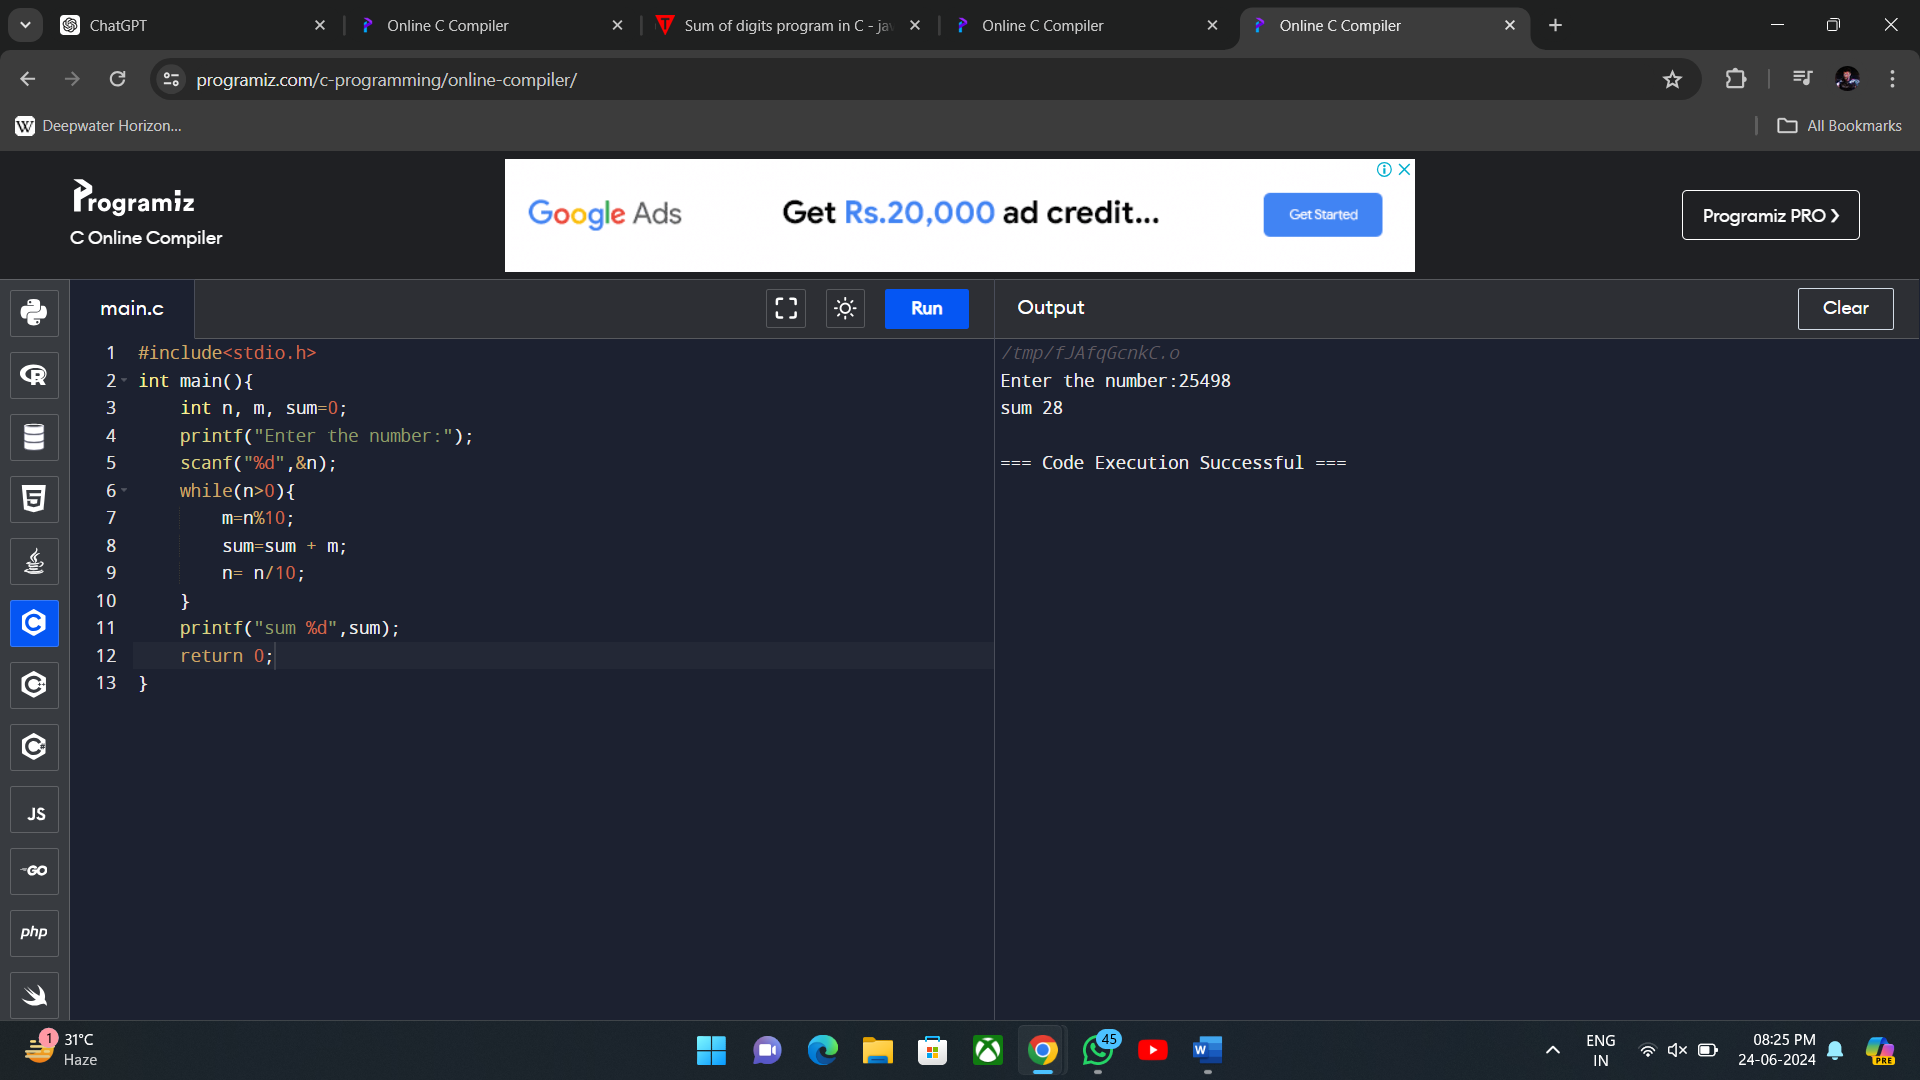 ChatGPT
Online C Compiler
Sum of digits program in C - jav
Online C Compiler
Online C Compiler
programiz.com/c-programming/online-compiler/
W Deepwater Horizon...
All Bookmarks
Programiz
C Online Compiler
Google Ads
Get Rs.20,000 ad credit...
Get Started
Programiz PRO
main.c
Run
Output
Clear
1 #include<stdio.h>
2 int main(){
3 int n, m, sum=0;
4 printf("Enter the number:");
5 scanf("%d",&n);
6 while(n>0){
7 m=n%10;
8 sum=sum + m;
9 n= n/10;
10 }
11 printf("sum %d",sum);
12 return 0;
13 }
/tmp/fJAfqGcnkC.o
Enter the number:25498
sum 28
=== Code Execution Successful ===
JS
GO
php
1
31°C
Haze
45
W
ENG
IN
08:25 PM
24-06-2024
PRE